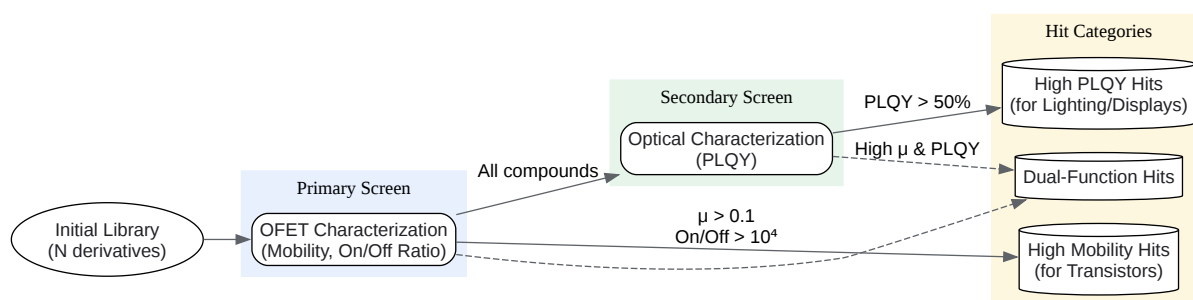 Initial Library
(N derivatives)
Primary Screen
OFET Characterization
(Mobility, On/Off Ratio)
All compounds
Secondary Screen
Optical Characterization
(PLQY)
PLQY > 50%
High μ & PLQY
μ > 0.1
On/Off > 10⁴
Hit Categories
High PLQY Hits
(for Lighting/Displays)
Dual-Function Hits
High Mobility Hits
(for Transistors)